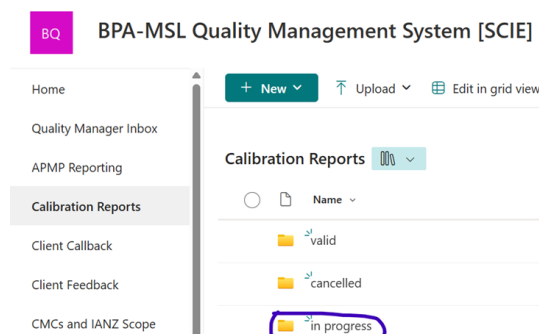 BQ
BPA-MSL Quality Management System [SCIE]
Home
Quality Manager Inbox
APMP Reporting
Calibration Reports
Client Callback
Client Feedback
CMCs and IANZ Scope
+ New
Upload
Edit in grid view
Calibration Reports
Name
valid
cancelled
in progress